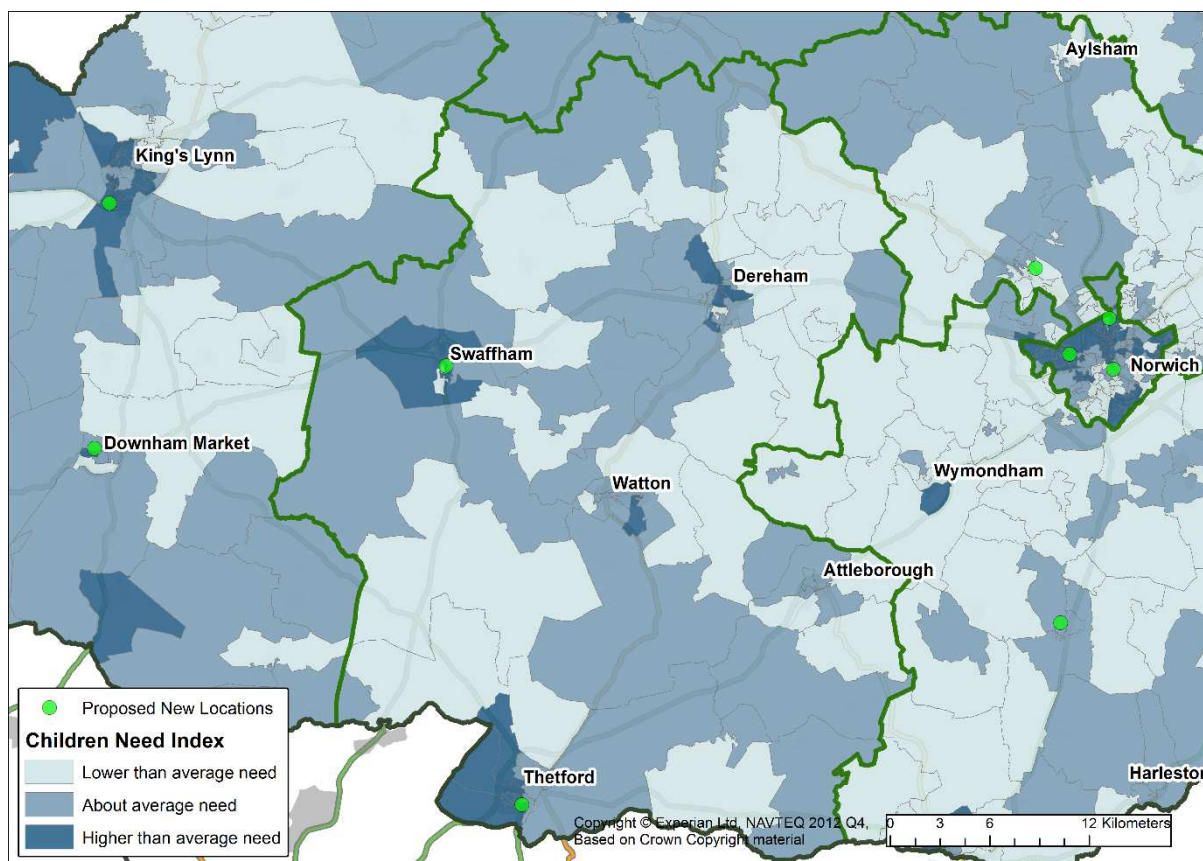 Aylsham
King's Lynn
Dereham
Swaffham
Norwich
Downham Market
Watton
Wymondham
Attleborough
Thetford
Harlesto
Proposed New Locations
Children Need Index
Lower than average need
About average need
Higher than average need
Copyright © Experian Ltd, NAVTEQ 2012 Q4,
Based on Crown Copyright material
0 3 6 12 Kilometers